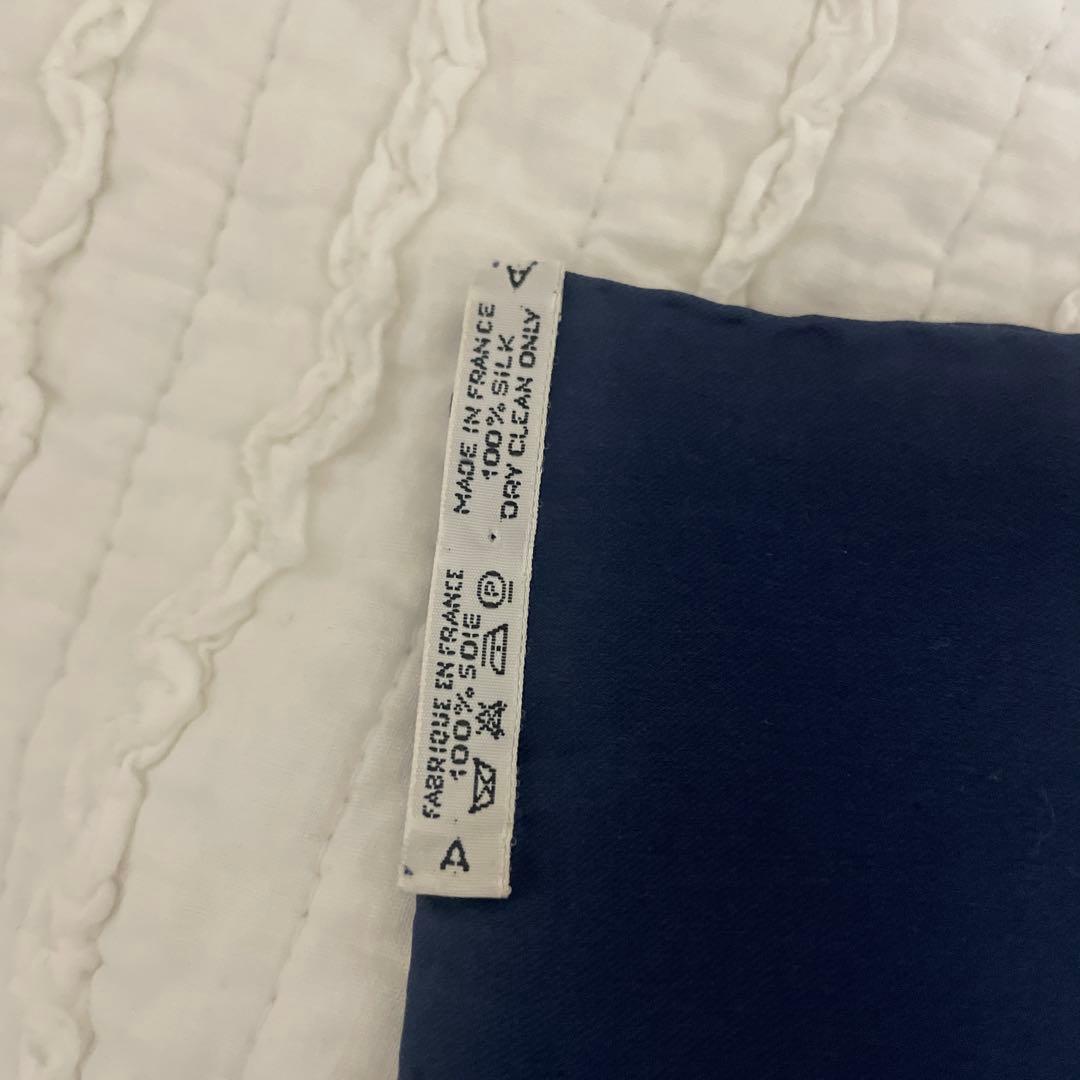 A
FABRIQUE EN FRANCE
100% SOIE
P
MADE IN FRANCE
100% SILK
DRY CLEAN ONLY
A